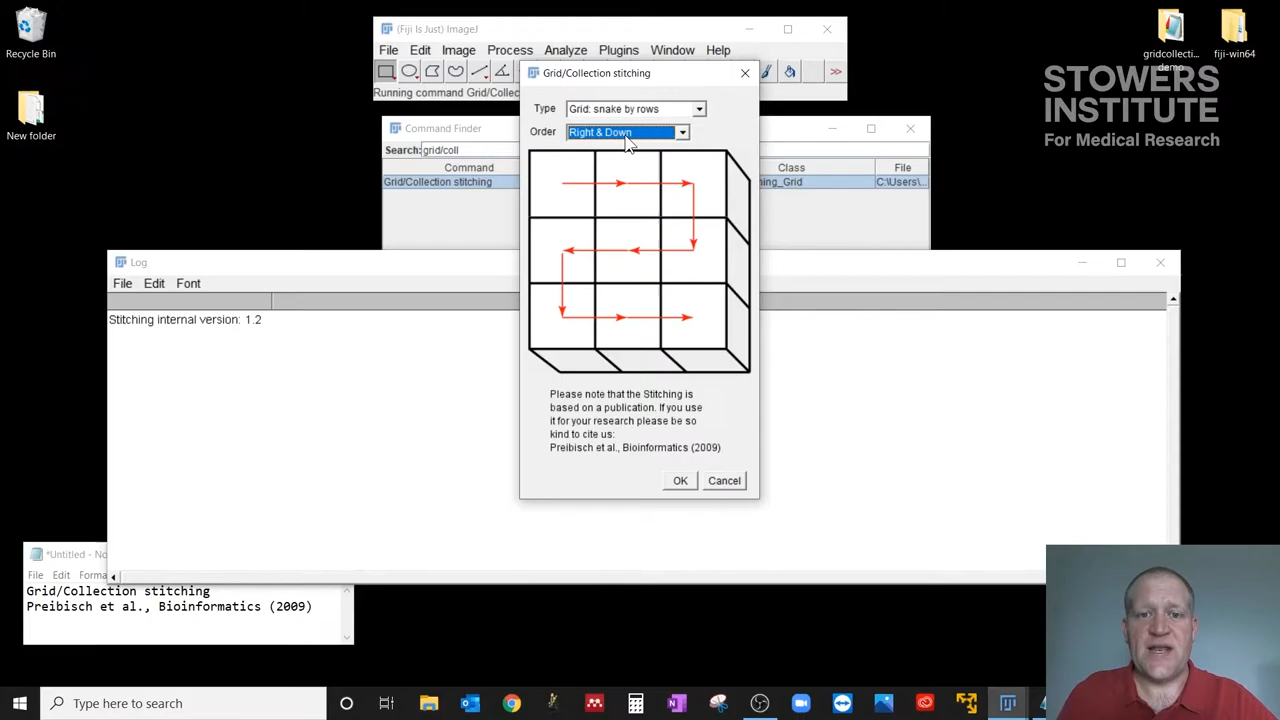 Recycle Bin
New folder
(Fiji Is Just) ImageJ
File Edit Image Process Analyze Plugins Window Help
>>
Running command Grid/Collec
gridcollecti...
demo
fiji-win64
STOWERS
INSTITUTE
For Medical Research
Command Finder
Search: grid/coll
Command Class File
Grid/Collection stitching ning_Grid C:\Users\...
Grid/Collection stitching
Type Grid: snake by rows
Order Right & Down
Please note that the Stitching is
based on a publication. If you use
it for your research please be so
kind to cite us:
Preibisch et al., Bioinformatics (2009)
OK Cancel
Log
File Edit Font
Stitching internal version: 1.2
*Untitled - No
File Edit Forma
Grid/Collection stitching
Preibisch et al., Bioinformatics (2009)
Type here to search